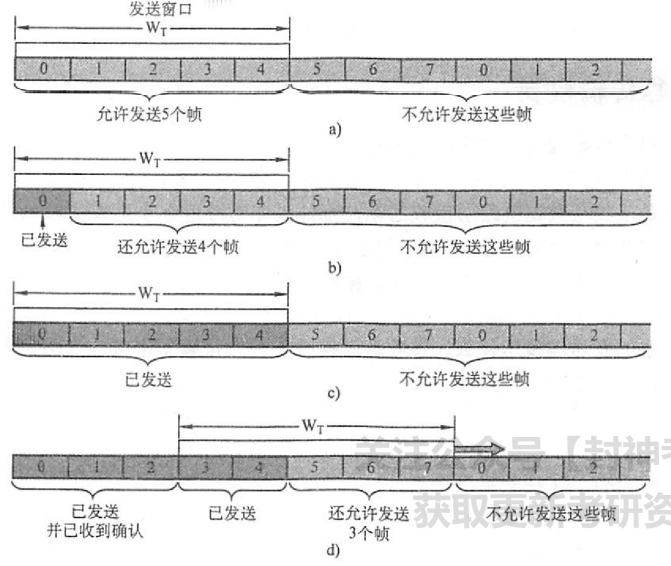 发送窗口
W_T
0 1 2 3 4 5 6 7 0 1 2
允许发送5个帧 不允许发送这些帧
a)
W_T
0 1 2 3 4 5 6 7 0 1 2
已发送 还允许发送4个帧 不允许发送这些帧
b)
W_T
0 1 2 3 4 5 6 7 0 1 2
已发送 不允许发送这些帧
c)
W_T
0 1 2 3 4 5 6 7 0 1 2
已发送 已发送 还允许发送 不允许发送这些帧
并已收到确认 3个帧
d)
关注公众号【封神考
获取更新考研资